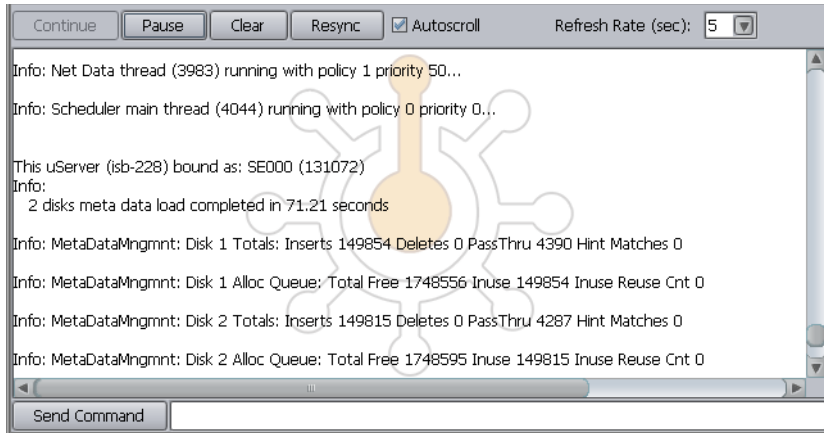 Continue Pause Clear Resync Autoscroll Refresh Rate (sec): 5
Info: Net Data thread (3983) running with policy 1 priority 50...
Info: Scheduler main thread (4044) running with policy 0 priority 0...
This uServer (isb-228) bound as: SE000 (131072)
Info:
2 disks meta data load completed in 71.21 seconds
Info: MetaDataMngmnt: Disk 1 Totals: Inserts 149854 Deletes 0 PassThru 4390 Hint Matches 0
Info: MetaDataMngmnt: Disk 1 Alloc Queue: Total Free 1748556 Inuse 149854 Inuse Reuse Cnt 0
Info: MetaDataMngmnt: Disk 2 Totals: Inserts 149815 Deletes 0 PassThru 4287 Hint Matches 0
Info: MetaDataMngmnt: Disk 2 Alloc Queue: Total Free 1748595 Inuse 149815 Inuse Reuse Cnt 0
Send Command